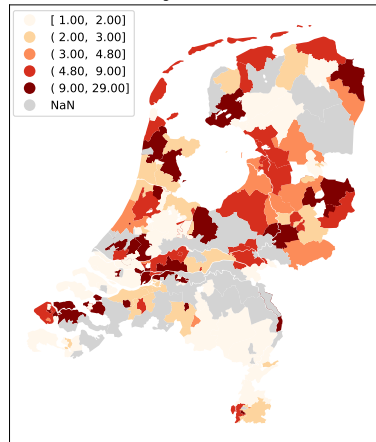 [ 1.00, 2.00]
( 2.00, 3.00]
( 3.00, 4.80]
( 4.80, 9.00]
( 9.00, 29.00]
NaN